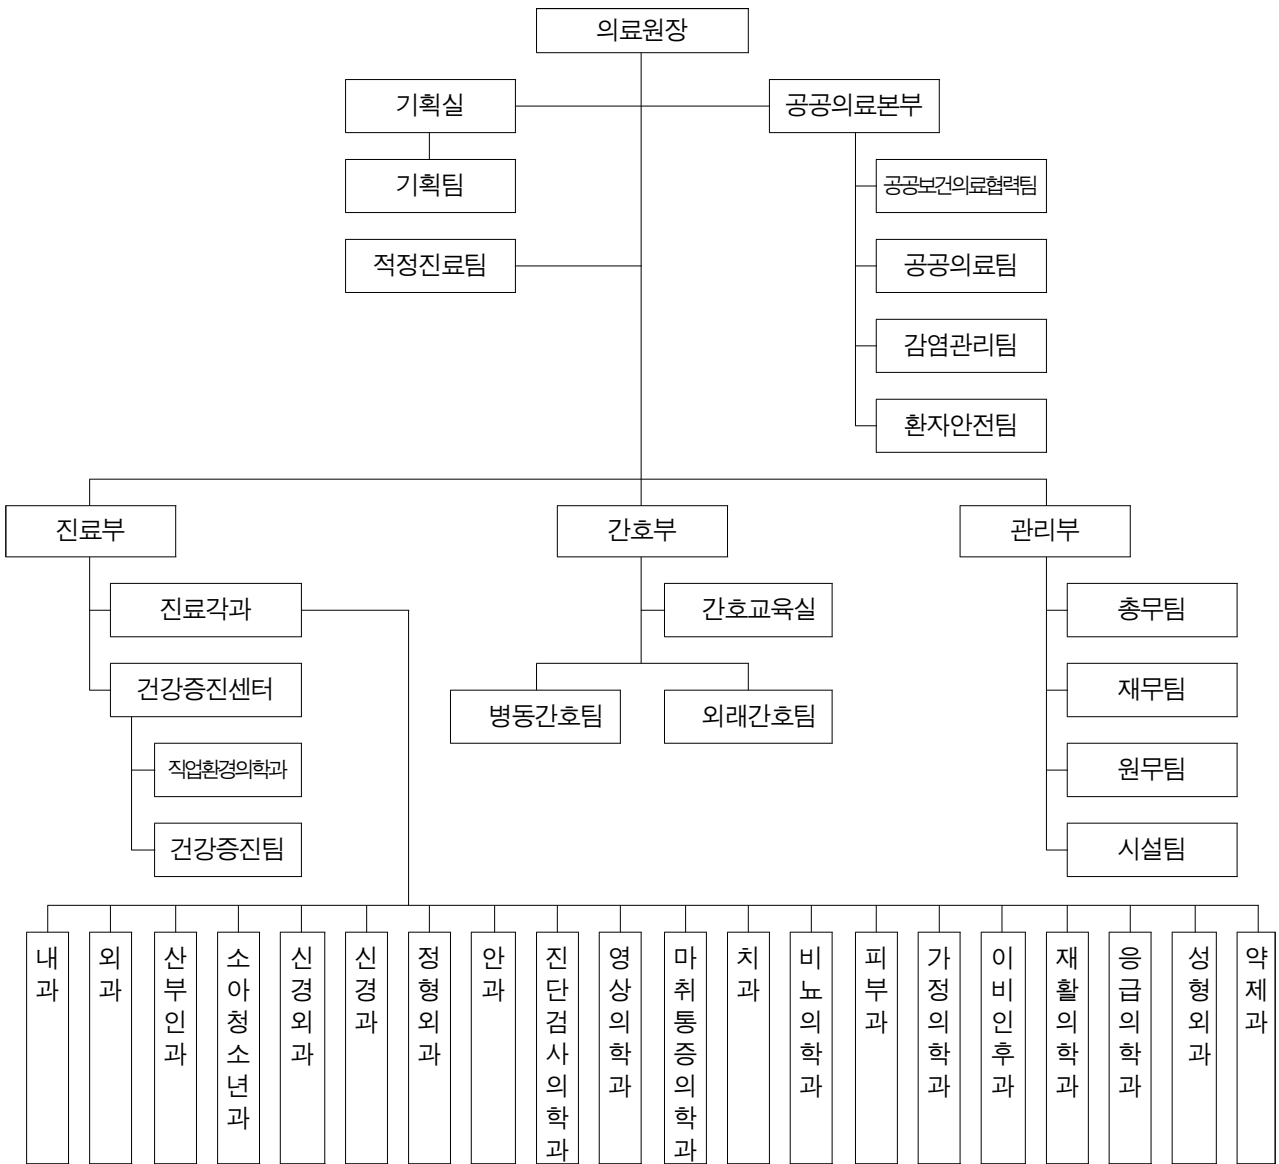 의료원장
기획실
공공의료본부
기획팀
공공보건의료협력팀
적정진료팀
공공의료팀
감염관리팀
환자안전팀
진료부
간호부
관리부
진료각과
간호교육실
총무팀
건강증진센터
병동간호팀
외래간호팀
재무팀
직업환경의학과
원무팀
건강증진팀
시설팀
내과
외과
산부인과
소아청소년과
신경외과
신경과
정형외과
안과
진단검사의학과
영상의학과
마취통증의학과
치과
비뇨의학과
피부과
가정의학과
이비인후과
재활의학과
응급의학과
성형외과
약제과